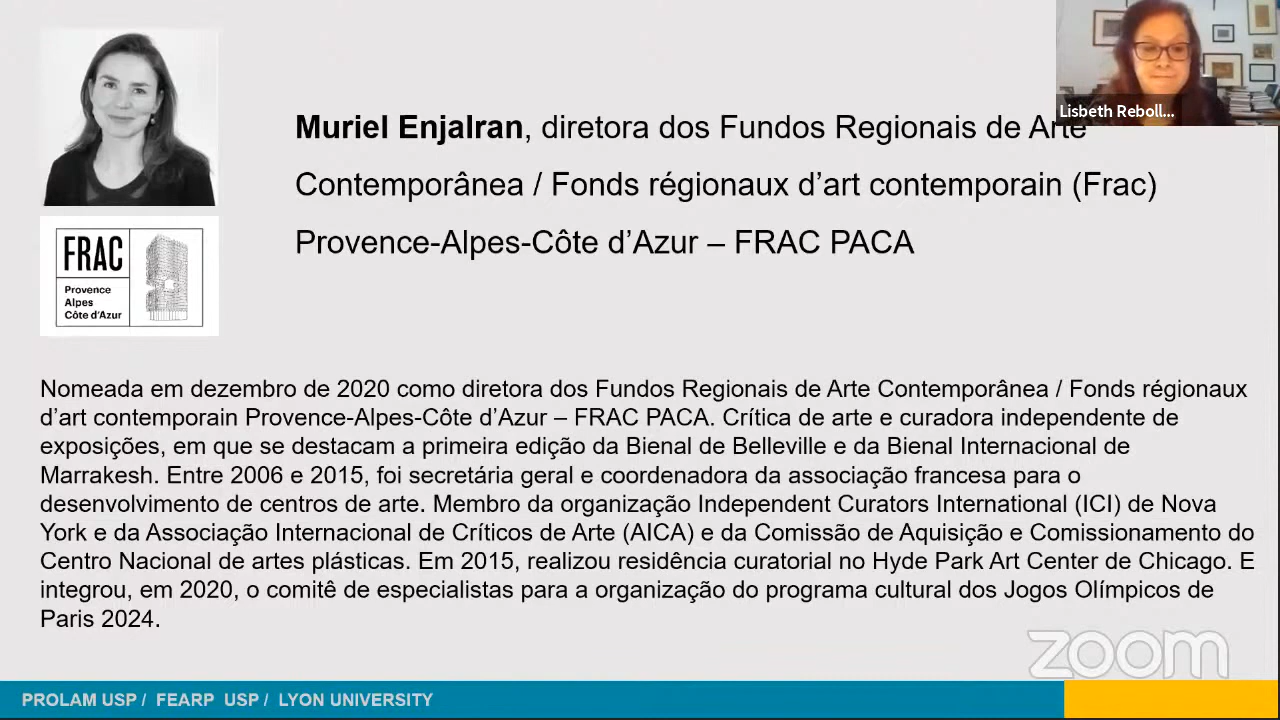 Lisbeth Reboll...
Muriel Enjalran, diretora dos Fundos Regionais de Arte
Contemporânea / Fonds régionaux d’art contemporain (Frac)
Provence-Alpes-Côte d’Azur – FRAC PACA
FRAC
Provence
Alpes
Côte d’Azur
Nomeada em dezembro de 2020 como diretora dos Fundos Regionais de Arte Contemporânea / Fonds régionaux
d’art contemporain Provence-Alpes-Côte d’Azur – FRAC PACA. Crítica de arte e curadora independente de
exposições, em que se destacam a primeira edição da Bienal de Belleville e da Bienal Internacional de
Marrakesh. Entre 2006 e 2015, foi secretária geral e coordenadora da associação francesa para o
desenvolvimento de centros de arte. Membro da organização Independent Curators International (ICI) de Nova
York e da Associação Internacional de Críticos de Arte (AICA) e da Comissão de Aquisição e Comissionamento do
Centro Nacional de artes plásticas. Em 2015, realizou residência curatorial no Hyde Park Art Center de Chicago. E
integrou, em 2020, o comitê de especialistas para a organização do programa cultural dos Jogos Olímpicos de
Paris 2024.
zoom
PROLAM USP / FEARP USP / LYON UNIVERSITY